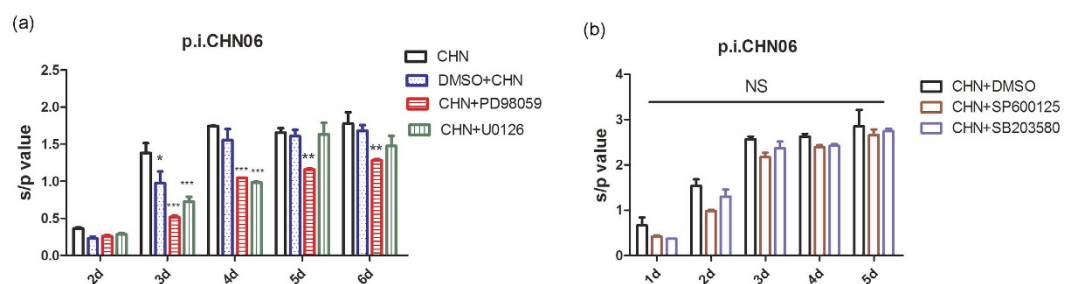 (a)
p.i.CHN06
s/p value
2.5
2.0
1.5
1.0
0.5
0.0
2d
3d
4d
5d
6d
*
***
***
***
***
**
**
CHN
DMSO+CHN
CHN+PD98059
CHN+U0126
(b)
p.i.CHN06
s/p value
4
3
2
1
0
NS
1d
2d
3d
4d
5d
CHN+DMSO
CHN+SP600125
CHN+SB203580